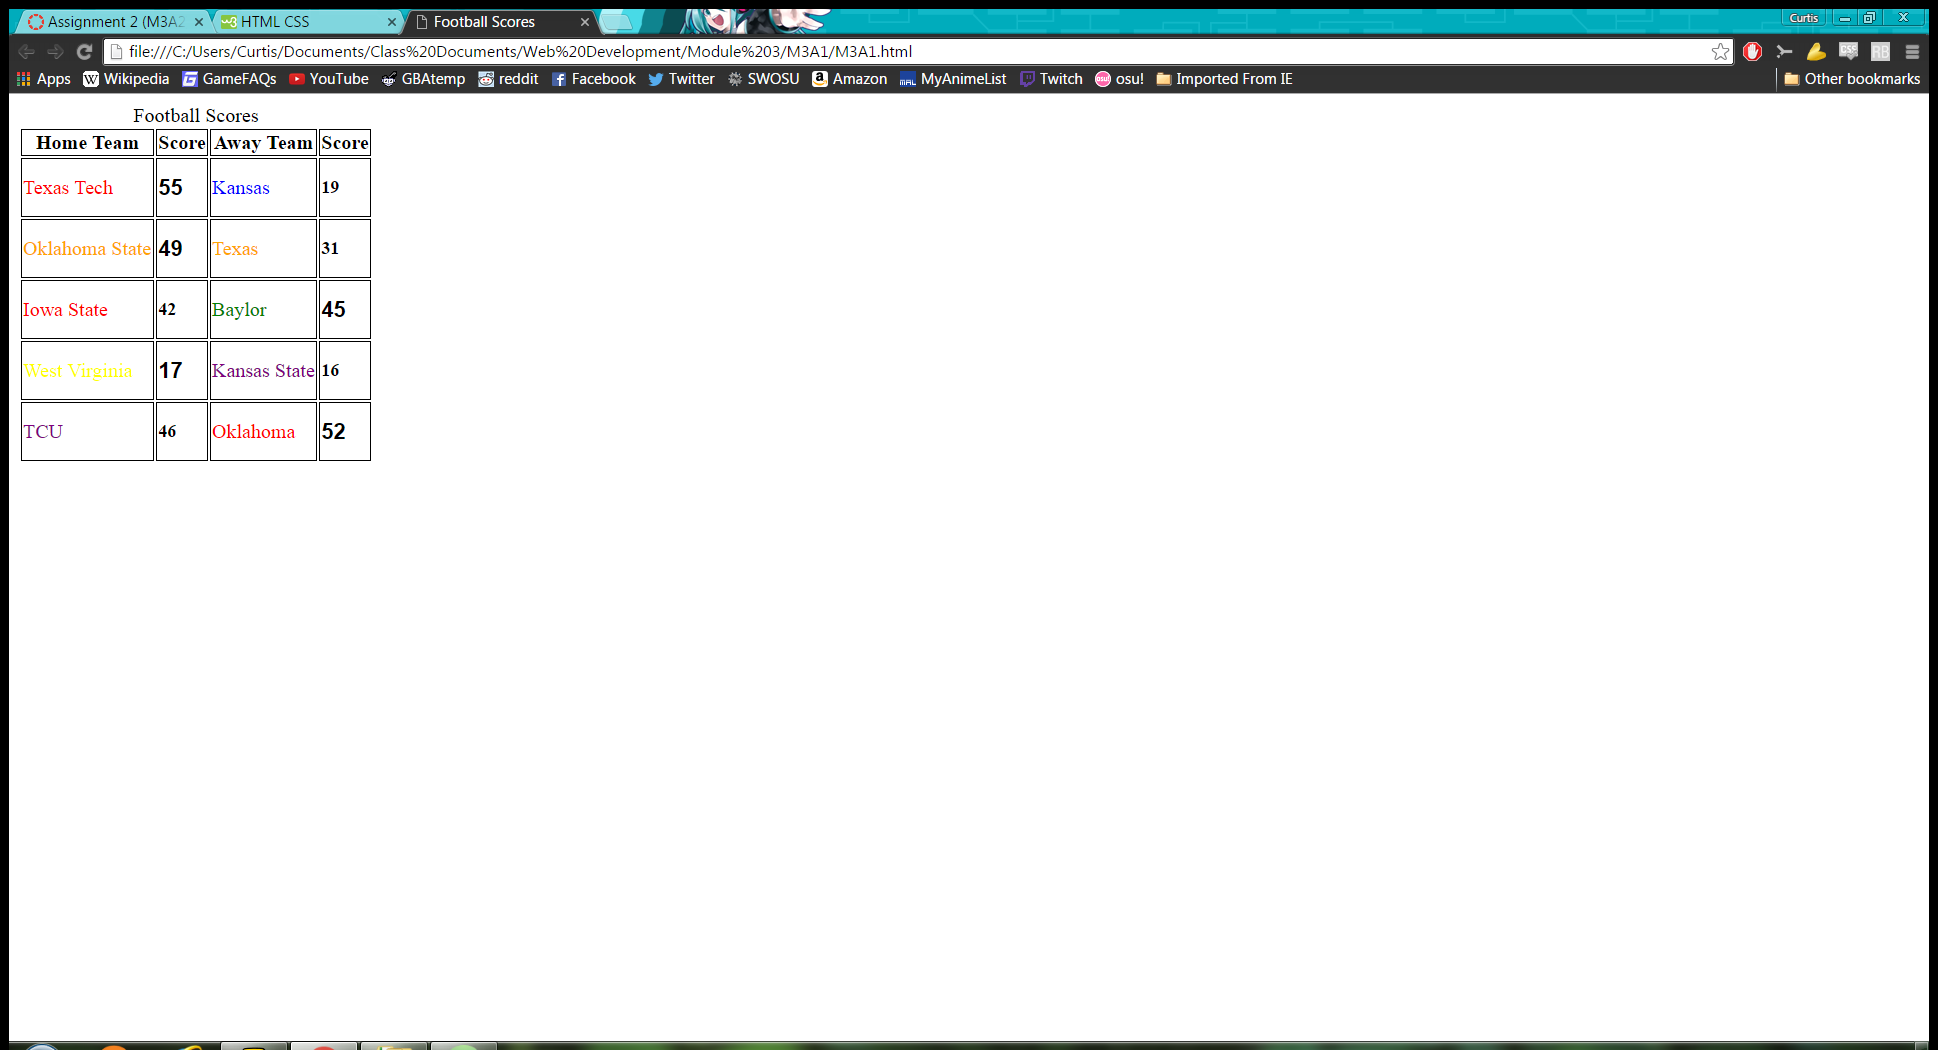 Assignment 2 (M3A2 HTML CSS Football Scores Curtis
file:///C:/Users/Curtis/Documents/Class%20Documents/Web%20Development/Module%203/M3A1/M3A1.html
Apps Wikipedia GameFAQs YouTube GBAtemp reddit Facebook Twitter SWOSU Amazon MyAnimeList Twitch osu! Imported From IE Other bookmarks
Football Scores
Home Team Score Away Team Score
Texas Tech 55 Kansas 19
Oklahoma State 49 Texas 31
Iowa State 42 Baylor 45
West Virginia 17 Kansas State 16
TCU 46 Oklahoma 52